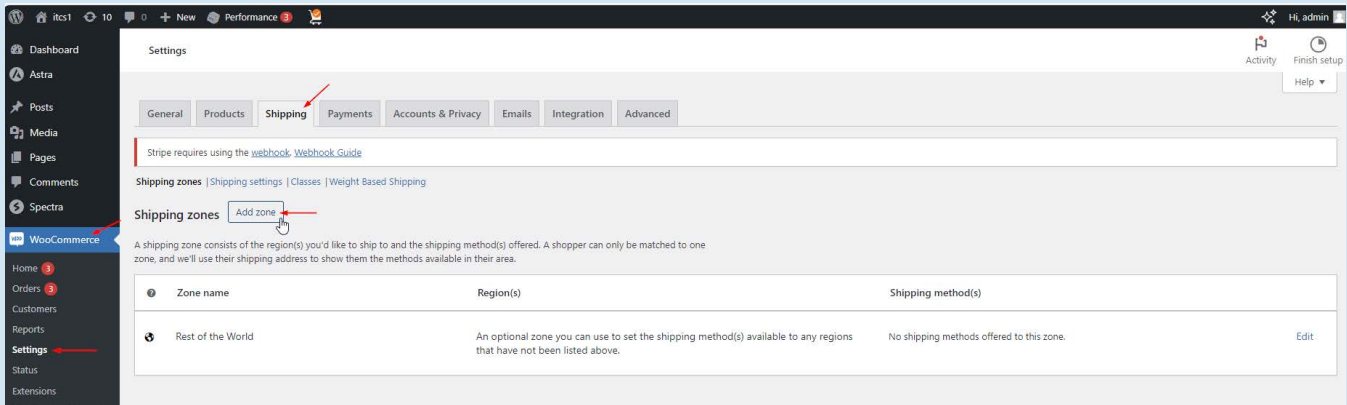 itcs1 10 0 + New Performance 3
Hi, admin
Dashboard
Astra
Posts
Media
Pages
Comments
Spectra
WooCommerce
Home 3
Orders 3
Customers
Reports
Settings
Status
Extensions
Settings
Activity
Finish setup
Help ▼
General Products Shipping Payments Accounts & Privacy Emails Integration Advanced
Stripe requires using the webhook, Webhook Guide
Shipping zones | Shipping settings | Classes | Weight Based Shipping
Shipping zones Add zone
A shipping zone consists of the region(s) you'd like to ship to and the shipping method(s) offered. A shopper can only be matched to one
zone, and we'll use their shipping address to show them the methods available in their area.
Zone name Region(s) Shipping method(s)
Rest of the World An optional zone you can use to set the shipping method(s) available to any regions No shipping methods offered to this zone. Edit
that have not been listed above.